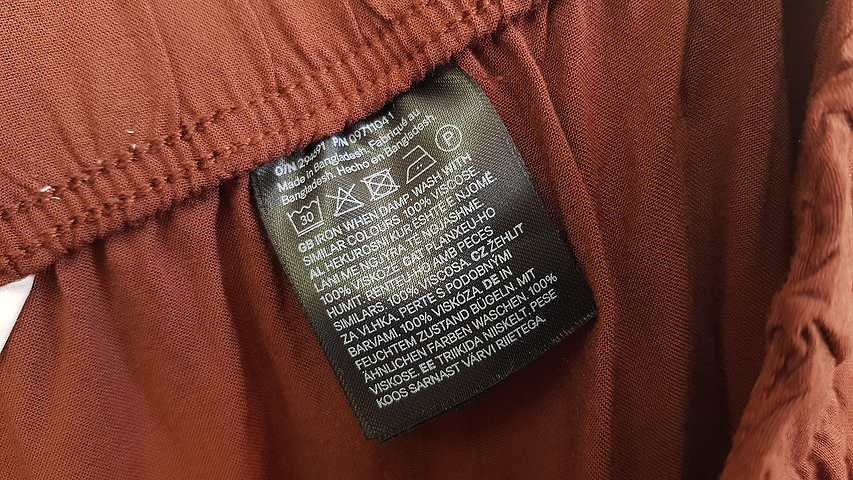 O/N 294691 P/N 09711041
Made in Bangladesh. Fabriqué au
Bangladesh. Hecho en Bangladesh.
30 P
GB IRON WHEN DAMP WASH WITH
SIMILAR COLOURS. 100% VISCOSE.
AL HEKUROSNI KUR ËSHTË E NJOMË.
LANI ME NGJYRA TË NGJASHME.
100% VISKOZË. CAT PLANXEU-HO
HUMIT. RENTEU-HO AMB PECES
SIMILARS. 100% VISCOSA. CZ ŽEHLIT
ZA VLHKA. PERTE S PODOBNÝMI
BARVAMI. 100% VISKÓZA. DE IN
FEUCHTEM ZUSTAND BÜGELN. MIT
ÄHNLICHEN FARBEN WASCHEN. 100%
VISKOSE. EE TRIIKIDA NIISKELT. PESE
KOOS SARNAST VÄRVI RIIETEGA.